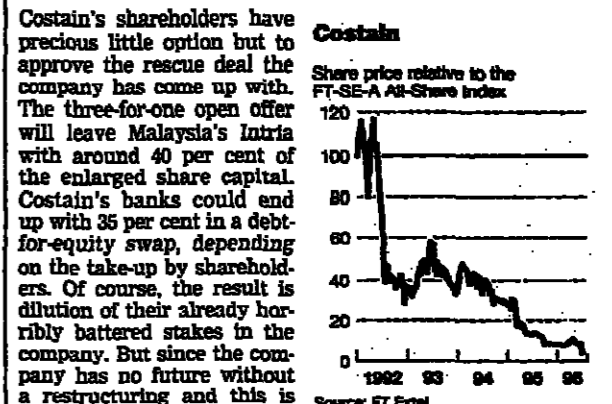 Costain's shareholders have
precious little option but to
approve the rescue deal the
company has come up with.
The three-for-one open offer
will leave Malaysia's Intria
with around 40 per cent of
the enlarged share capital.
Costain's banks could end
up with 35 per cent in a debt-
for-equity swap, depending
on the take-up by sharehold-
ers. Of course, the result is
dilution of their already hor-
ribly battered stakes in the
company. But since the com-
pany has no future without
a restructuring and this is
Costain
Share price relative to the
FT-SE-A All-Share Index
120
100
80
60
40
20
0
1992 93 94 95 96
Source: FT Extel